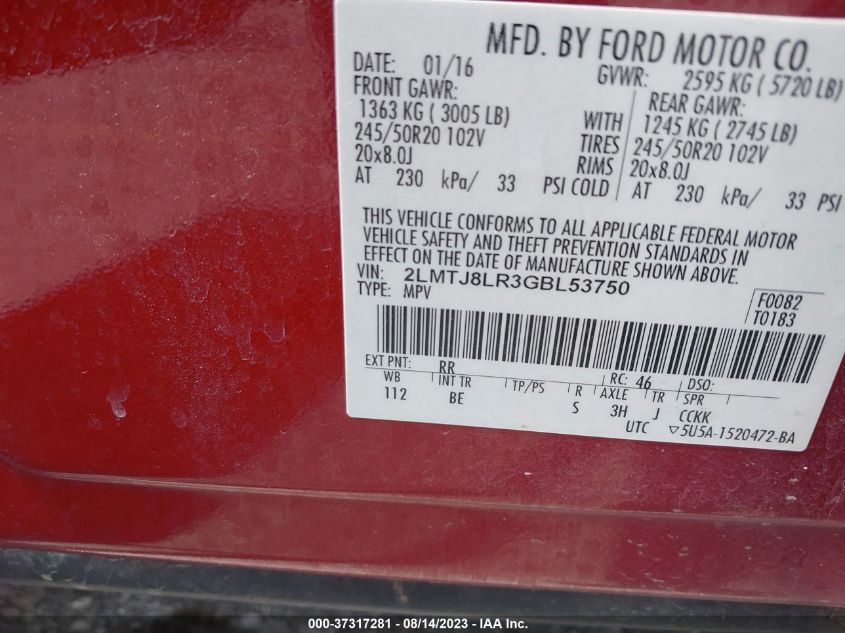 MFD. BY FORD MOTOR CO.
DATE: 01/16 GVWR: 2595 KG ( 5720 LB)
FRONT GAWR: REAR GAWR:
1363 KG ( 3005 LB) WITH 1245 KG ( 2745 LB)
245/50R20 102V TIRES 245/50R20 102V
20x8.0J RIMS 20x8.0J
AT 230 kPa/ 33 PSI COLD AT 230 kPa/ 33 PSI
THIS VEHICLE CONFORMS TO ALL APPLICABLE FEDERAL MOTOR
VEHICLE SAFETY AND THEFT PREVENTION STANDARDS IN
EFFECT ON THE DATE OF MANUFACTURE SHOWN ABOVE.
VIN: 2LMTJ8LR3GBL53750
TYPE: MPV
F0082
T0183
EXT PNT: RR RC: 46 DSO:
WB INT TR TP/PS R AXLE TR SPR
112 BE S 3H J CCKK
UTC ▽5U5A-1520472-BA
000-37317281 - 08/14/2023 - IAA Inc.